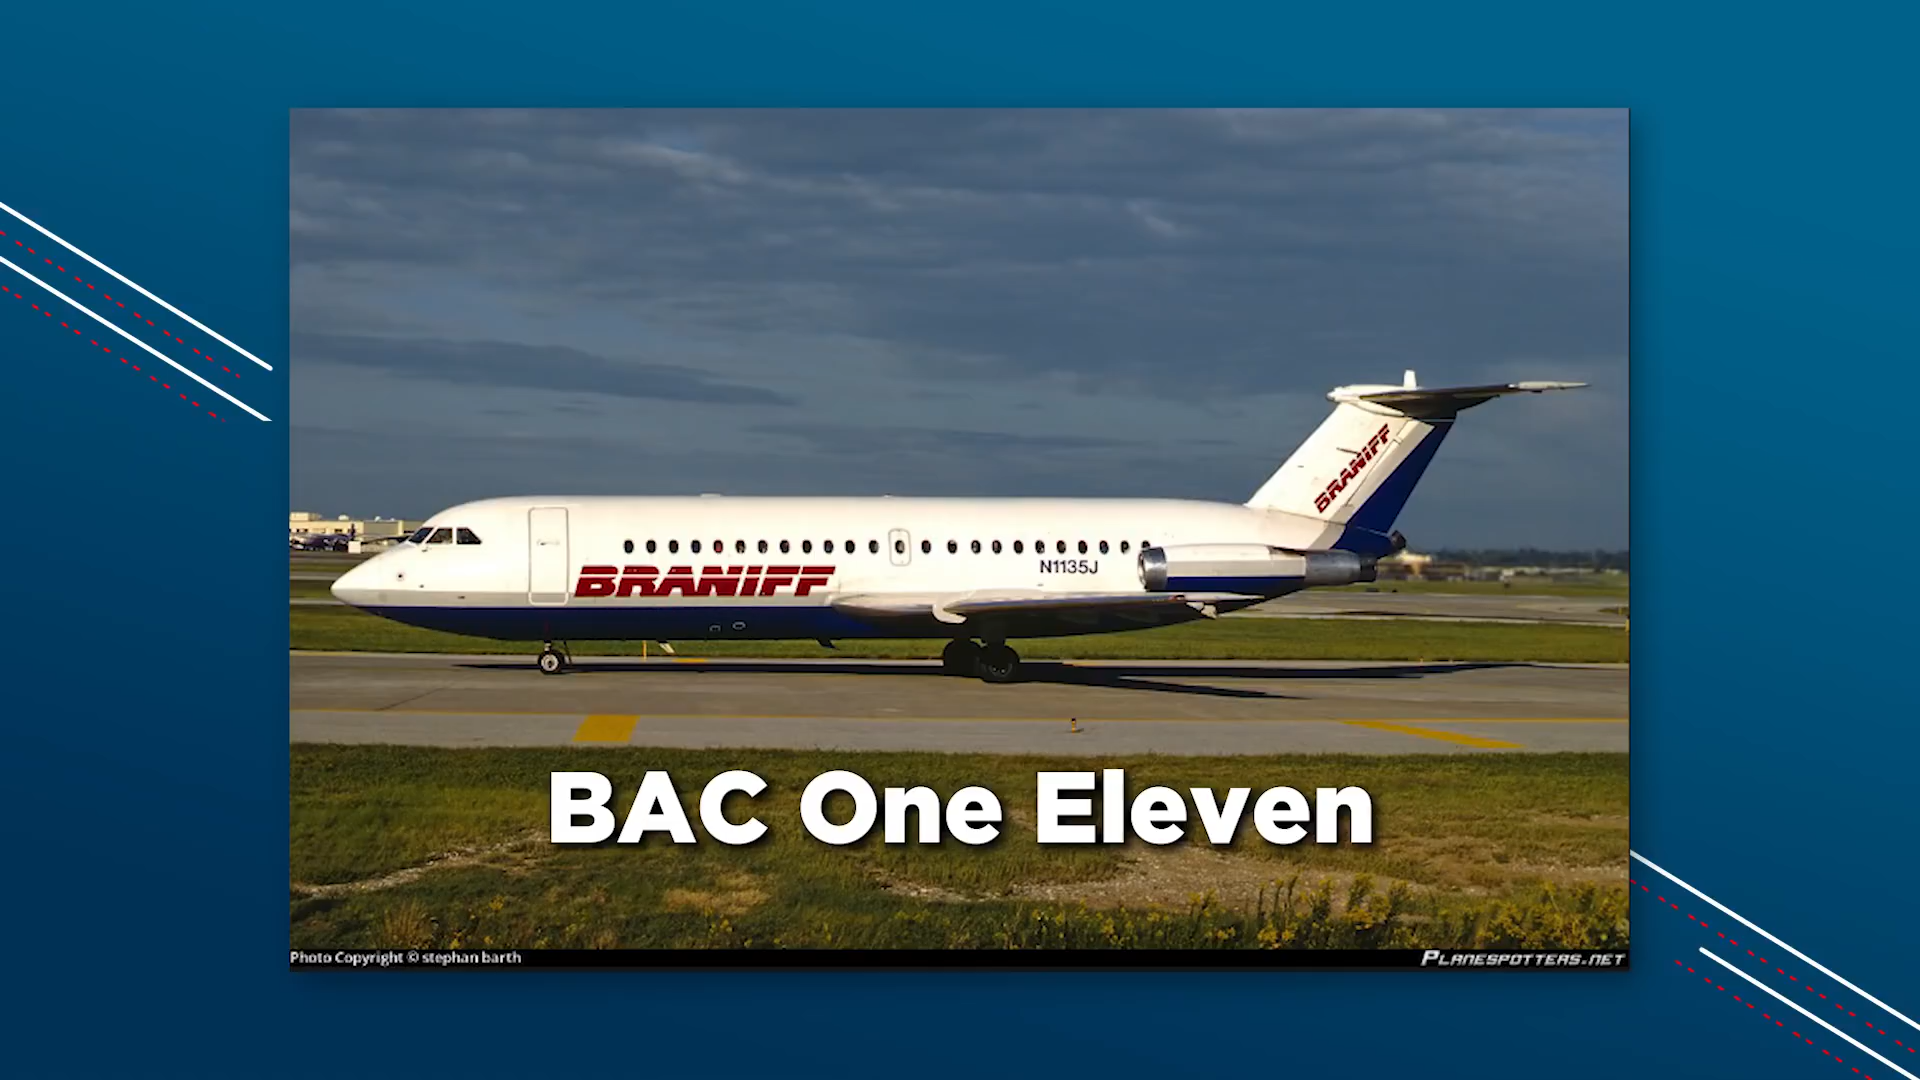 BRANIFF
BRANIFF
N1135J
BAC One Eleven
Photo Copyright © stephan barth
PLANESPOTTERS.NET